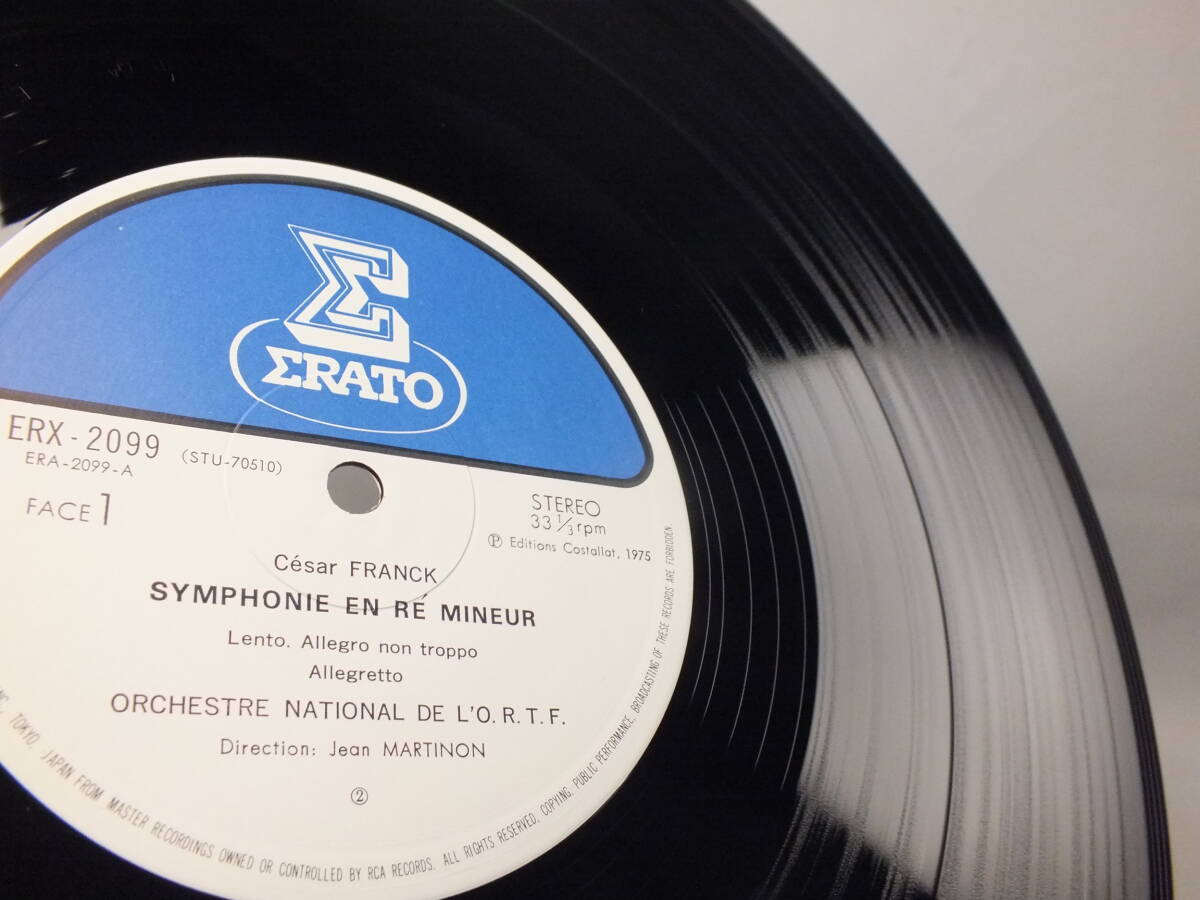 Σ
ΣRATO
ERX-2099
(STU-70510)
ERA-2099-A
FACE 1
STEREO
33 1/3 rpm
Ⓟ Editions Costallat, 1975
César FRANCK
SYMPHONIE EN RÉ MINEUR
Lento. Allegro non troppo
Allegretto
ORCHESTRE NATIONAL DE L'O.R.T.F.
Direction: Jean MARTINON
②
INC. TOKYO, JAPAN FROM MASTER RECORDINGS OWNED OR CONTROLLED BY RCA RECORDS. ALL RIGHTS RESERVED, COPYING, PUBLIC PERFORMANCE, BROADCASTING OF THESE RECORDS ARE FORBIDDEN.